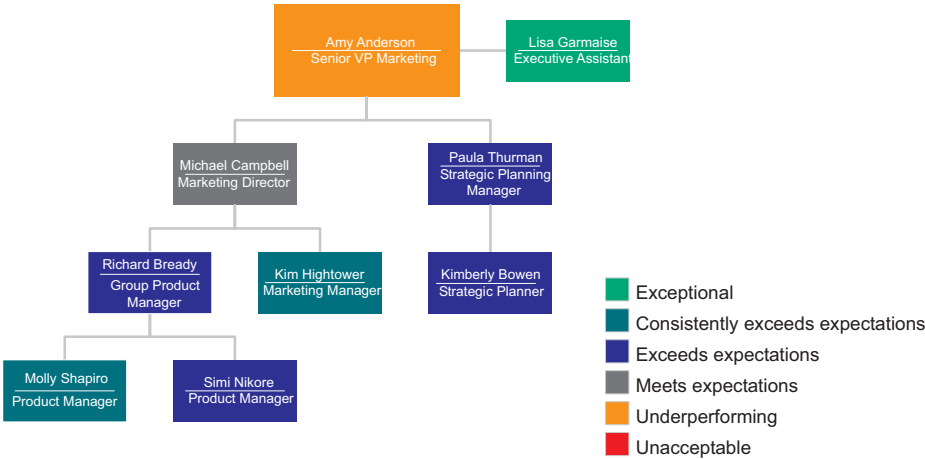 Amy Anderson
Senior VP Marketing
Lisa Garmaise
Executive Assistant
Michael Campbell
Marketing Director
Paula Thurman
Strategic Planning
Manager
Richard Bready
Group Product
Manager
Kim Hightower
Marketing Manager
Kimberly Bowen
Strategic Planner
Molly Shapiro
Product Manager
Simi Nikore
Product Manager
Exceptional
Consistently exceeds expectations
Exceeds expectations
Meets expectations
Underperforming
Unacceptable